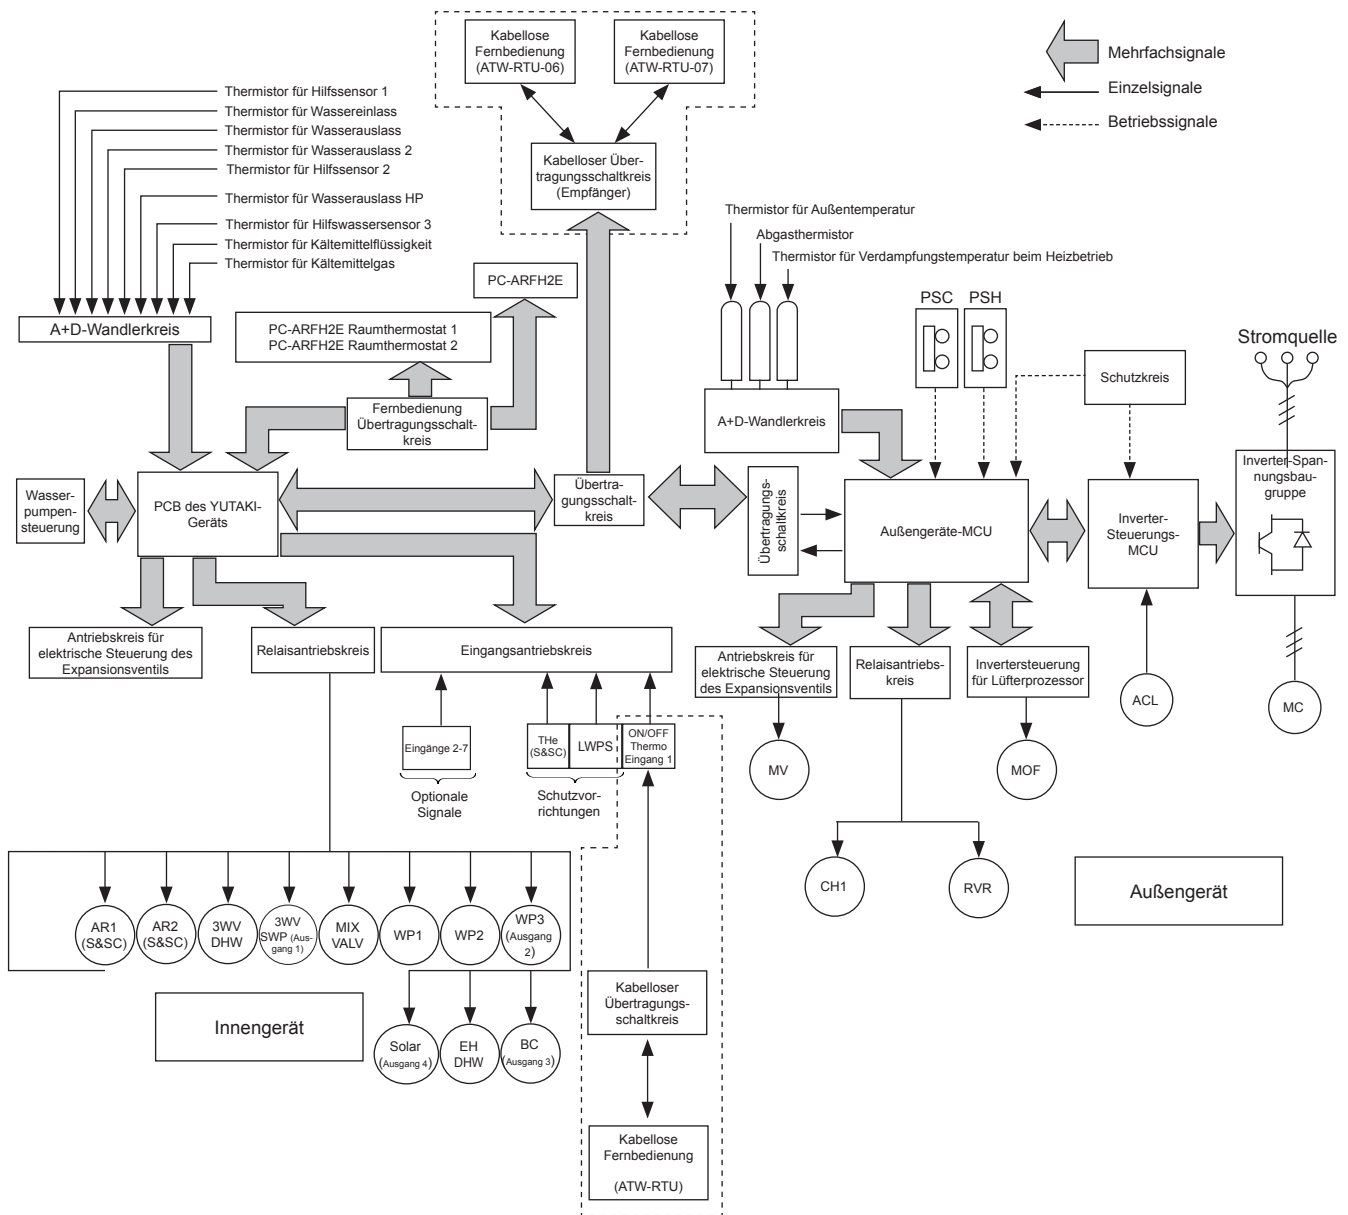 Kabellose
Fernbedienung
(ATW-RTU-06)
Kabellose
Fernbedienung
(ATW-RTU-07)
Mehrfachsignale
Einzelsignale
Betriebssignale
Thermistor für Hilfssensor 1
Thermistor für Wassereinlass
Thermistor für Wasserauslass
Thermistor für Wasserauslass 2
Thermistor für Hilfssensor 2
Thermistor für Wasserauslass HP
Thermistor für Hilfswassersensor 3
Thermistor für Kältemittelflüssigkeit
Thermistor für Kältemittelgas
Kabelloser Über-
tragungsschaltkreis
(Empfänger)
Thermistor für Außentemperatur
Abgasthermistor
Thermistor für Verdampfungstemperatur beim Heizbetrieb
PC-ARFH2E
A+D-Wandlerkreis
PC-ARFH2E Raumthermostat 1
PC-ARFH2E Raumthermostat 2
PSC
PSH
Stromquelle
Schutzkreis
Fernbedienung
Übertragungsschalt-
kreis
A+D-Wandlerkreis
Wasser-
pumpen-
steuerung
PCB des YUTAKI-
Geräts
Übertra-
gungsschalt-
kreis
Übertragungs-
schaltkreis
Außengeräte-MCU
Inverter-
Steuerungs-
MCU
Inverter-Span-
nungsbau-
gruppe
Antriebskreis für
elektrische Steuerung des
Expansionsventils
Relaisantriebskreis
Eingangsantriebskreis
Antriebskreis für
elektrische Steuerung
des Expansionsventils
Relaisantriebs-
kreis
Invertersteuerung
für Lüfterprozessor
ACL
MC
Eingänge 2-7
THe
(S&SC)
LWPS
ON/OFF
Thermo
Eingang 1
MV
MOF
Optionale
Signale
Schutzvor-
richtungen
CH1
RVR
Außengerät
AR1
(S&SC)
AR2
(S&SC)
3WV
DHW
3WV
SWP (Aus-
gang 1)
MIX
VALV
WP1
WP2
WP3
(Ausgang
2)
Innengerät
Kabelloser
Übertragungs-
schaltkreis
Solar
(Ausgang 4)
EH
DHW
BC
(Ausgang 3)
Kabellose
Fernbedienung
(ATW-RTU)